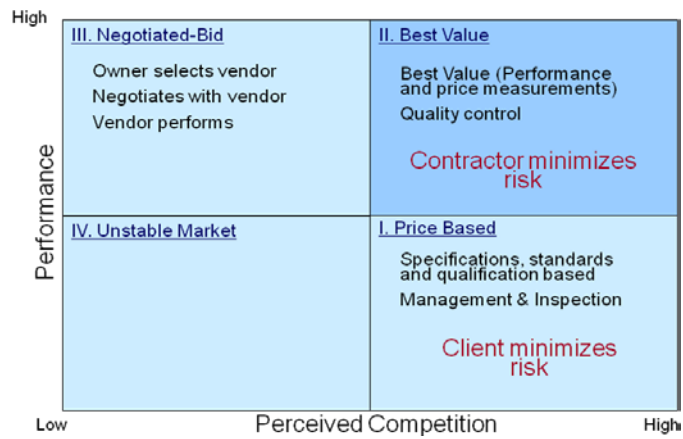 High
III. Negotiated-Bid
Owner selects vendor
Negotiates with vendor
Vendor performs
II. Best Value
Best Value (Performance
and price measurements)
Quality control
Contractor minimizes
risk
Performance
IV. Unstable Market
I. Price Based
Specifications, standards
and qualification based
Management & Inspection
Client minimizes
risk
Low
Perceived Competition
High